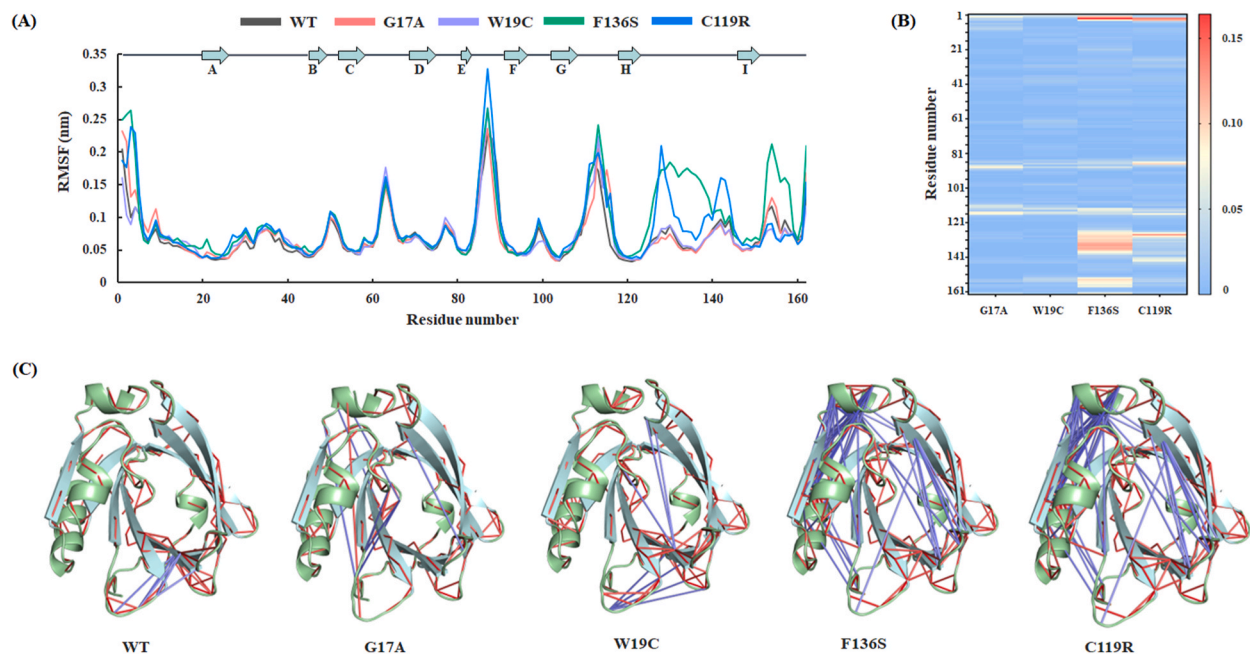 (A)
WT G17A W19C F136S C119R
A B C D E F G H I
0.35
0.3
0.25
0.2
0.15
0.1
0.05
0
RMSF (nm)
0 20 40 60 80 100 120 140 160
Residue number
(B)
1
21
41
61
81
101
121
141
161
Residue number
G17A W19C F136S C119R
0.15
0.10
0.05
0
(C)
WT G17A W19C F136S C119R